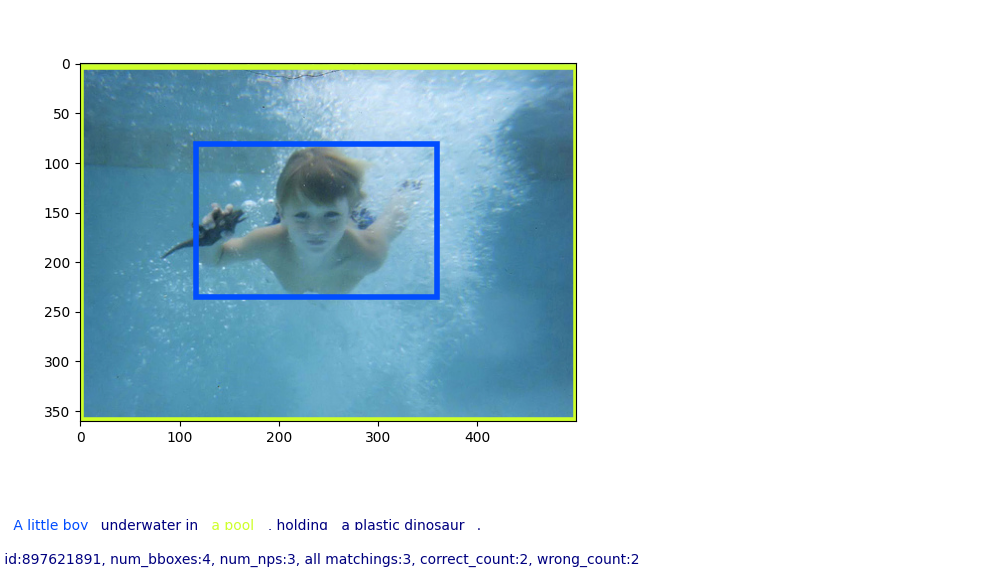 0
50
100
150
200
250
300
350
0 100 200 300 400
A little boy underwater in a pool , holding a plastic dinosaur .
id:897621891, num_bboxes:4, num_nps:3, all matchings:3, correct_count:2, wrong_count:2